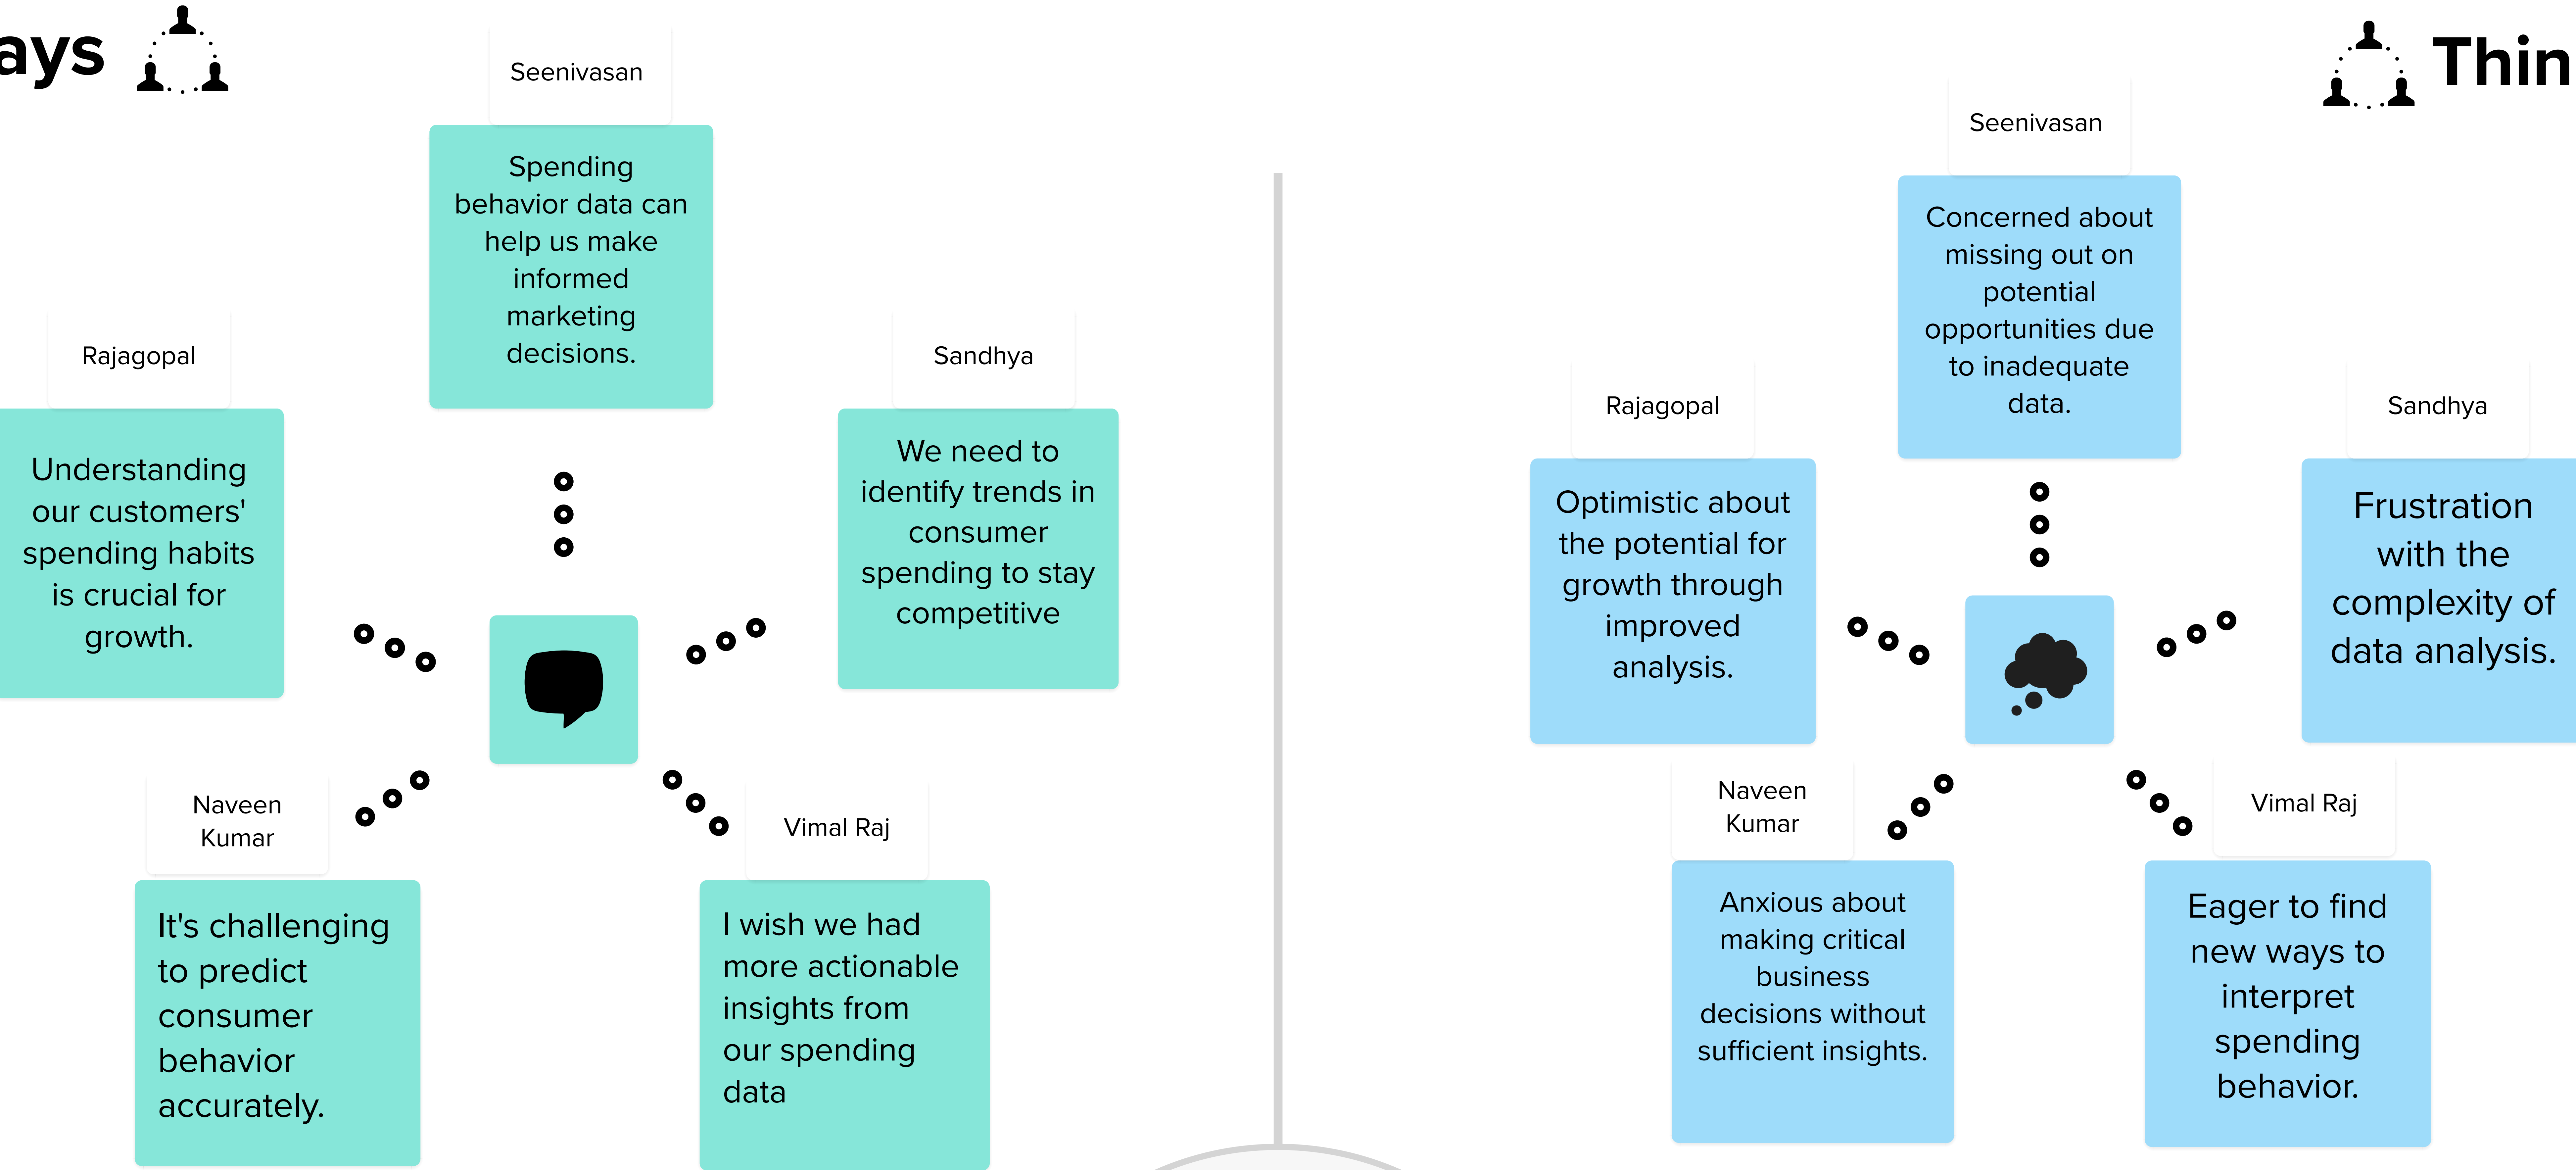 ays
Seenivasan
Spending
behavior data can
help us make
informed
marketing
decisions.
Rajagopal
Understanding
our customers'
spending habits
is crucial for
growth.
Sandhya
We need to
identify trends in
consumer
spending to stay
competitive
Naveen
Kumar
It's challenging
to predict
consumer
behavior
accurately.
Vimal Raj
I wish we had
more actionable
insights from
our spending
data
Thin
Seenivasan
Concerned about
missing out on
potential
opportunities due
to inadequate
data.
Rajagopal
Optimistic about
the potential for
growth through
improved
analysis.
Sandhya
Frustration
with the
complexity of
data analysis.
Naveen
Kumar
Anxious about
making critical
business
decisions without
sufficient insights.
Vimal Raj
Eager to find
new ways to
interpret
spending
behavior.